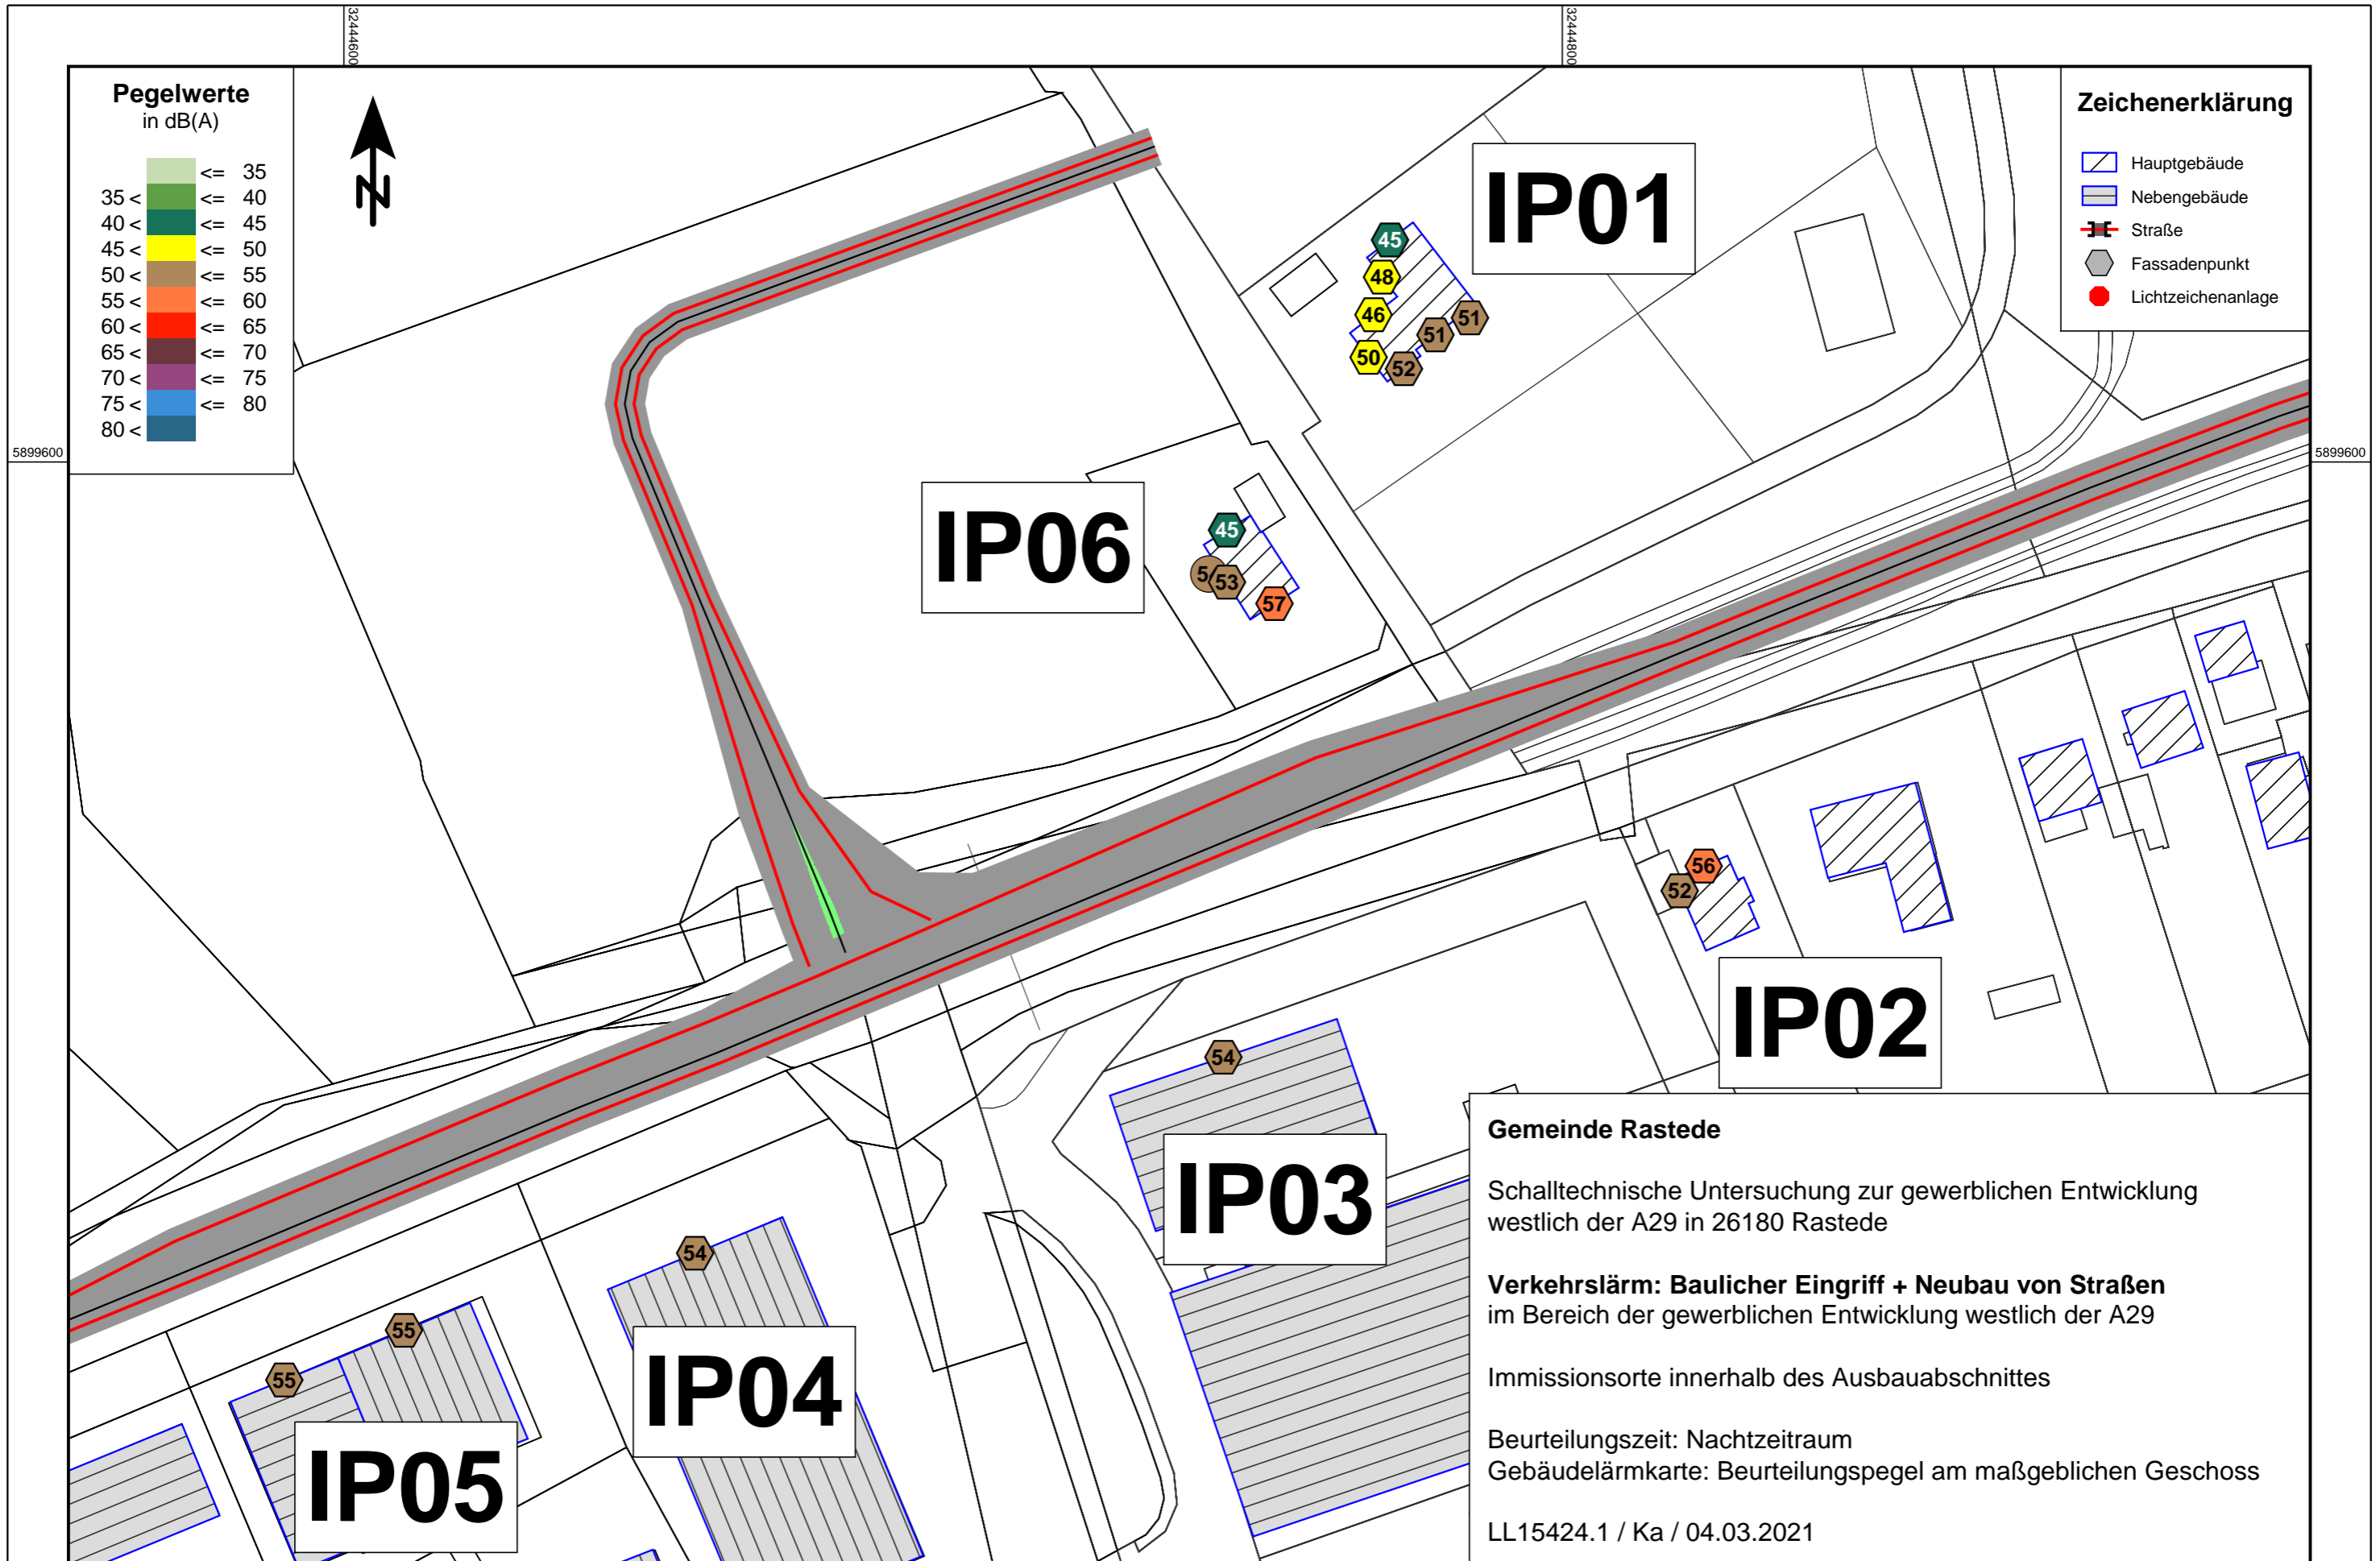 32444600
32444800
Pegelwerte
in dB(A)
<= 35
35 < <= 40
40 < <= 45
45 < <= 50
50 < <= 55
55 < <= 60
60 < <= 65
65 < <= 70
70 < <= 75
75 < <= 80
80 <
N
Zeichenerklärung
Hauptgebäude
Nebengebäude
Straße
Fassadenpunkt
Lichtzeichenanlage
5899600
5899600
IP01
45
48
46
50
52
51
51
IP06
45
53
57
56
52
IP02
54
IP03
54
IP04
55
55
IP05
Gemeinde Rastede
Schalltechnische Untersuchung zur gewerblichen Entwicklung
westlich der A29 in 26180 Rastede
Verkehrslärm: Baulicher Eingriff + Neubau von Straßen
im Bereich der gewerblichen Entwicklung westlich der A29
Immissionsorte innerhalb des Ausbauabschnittes
Beurteilungszeit: Nachtzeitraum
Gebäudelärmkarte: Beurteilungspegel am maßgeblichen Geschoss
LL15424.1 / Ka / 04.03.2021